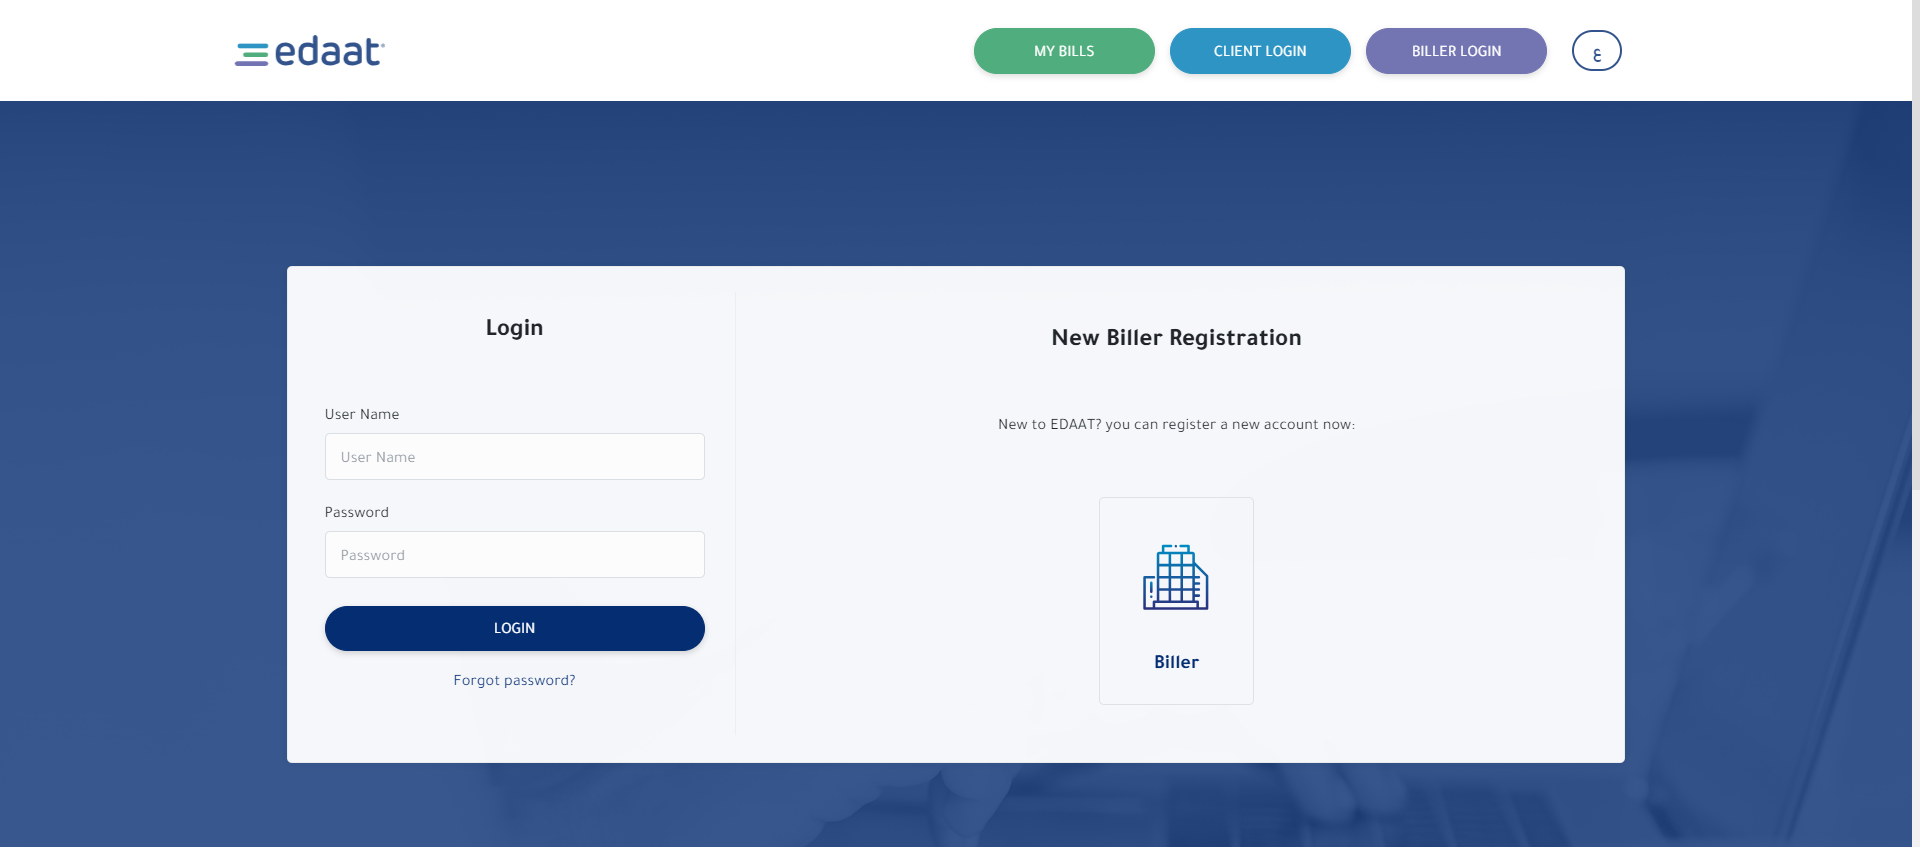 edaat
MY BILLS
CLIENT LOGIN
BILLER LOGIN
ع
Login
User Name
User Name
Password
Password
LOGIN
Forgot password?
New Biller Registration
New to EDAAT? you can register a new account now:
Biller